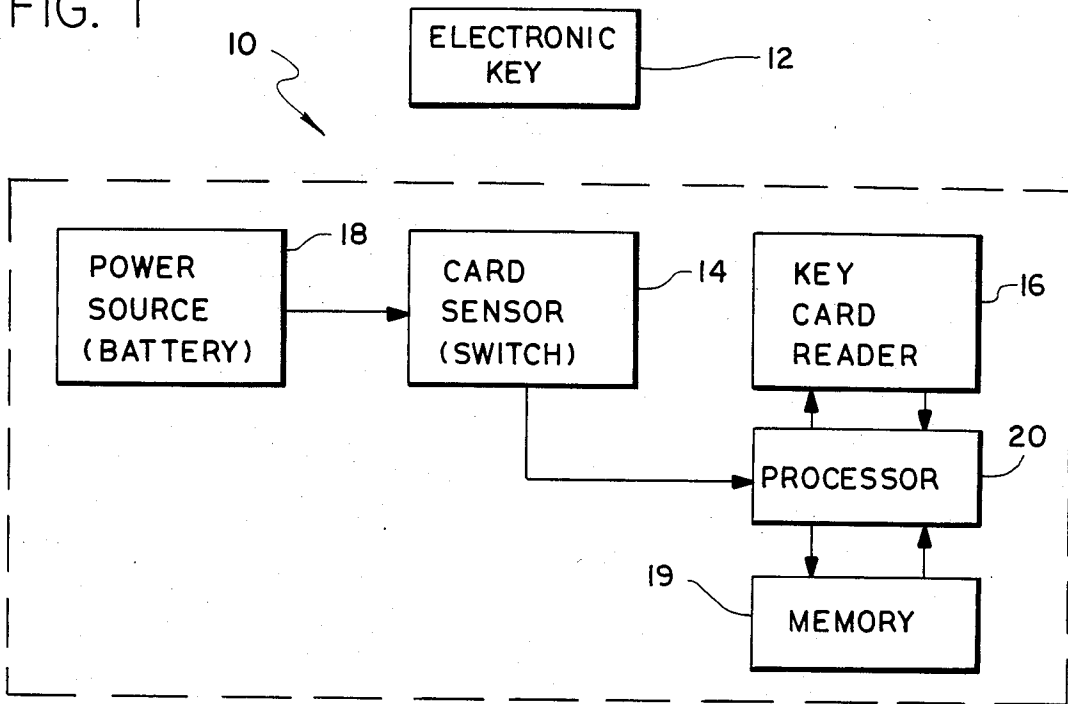 FIG. 1
10
ELECTRONIC
KEY
12
POWER
SOURCE
(BATTERY)
18
CARD
SENSOR
(SWITCH)
14
KEY
CARD
READER
16
PROCESSOR
20
19
MEMORY